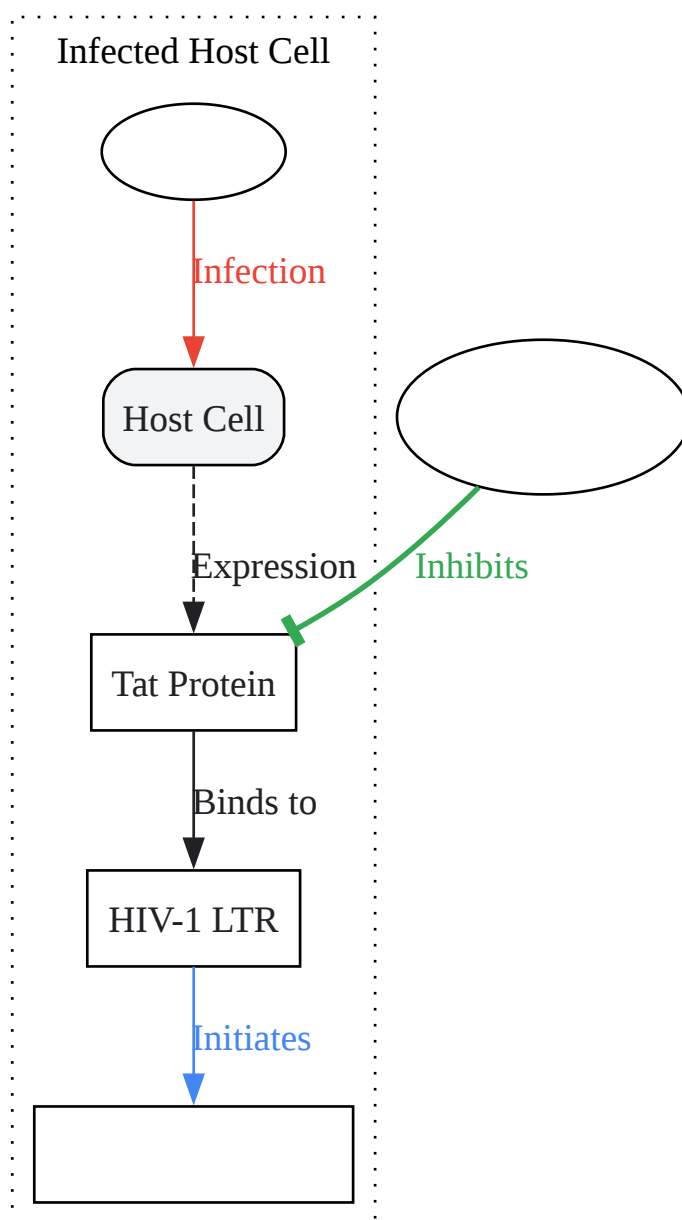 Infected Host Cell
Infection
Host Cell
Expression
Inhibits
Tat Protein
Binds to
HIV-1 LTR
Initiates